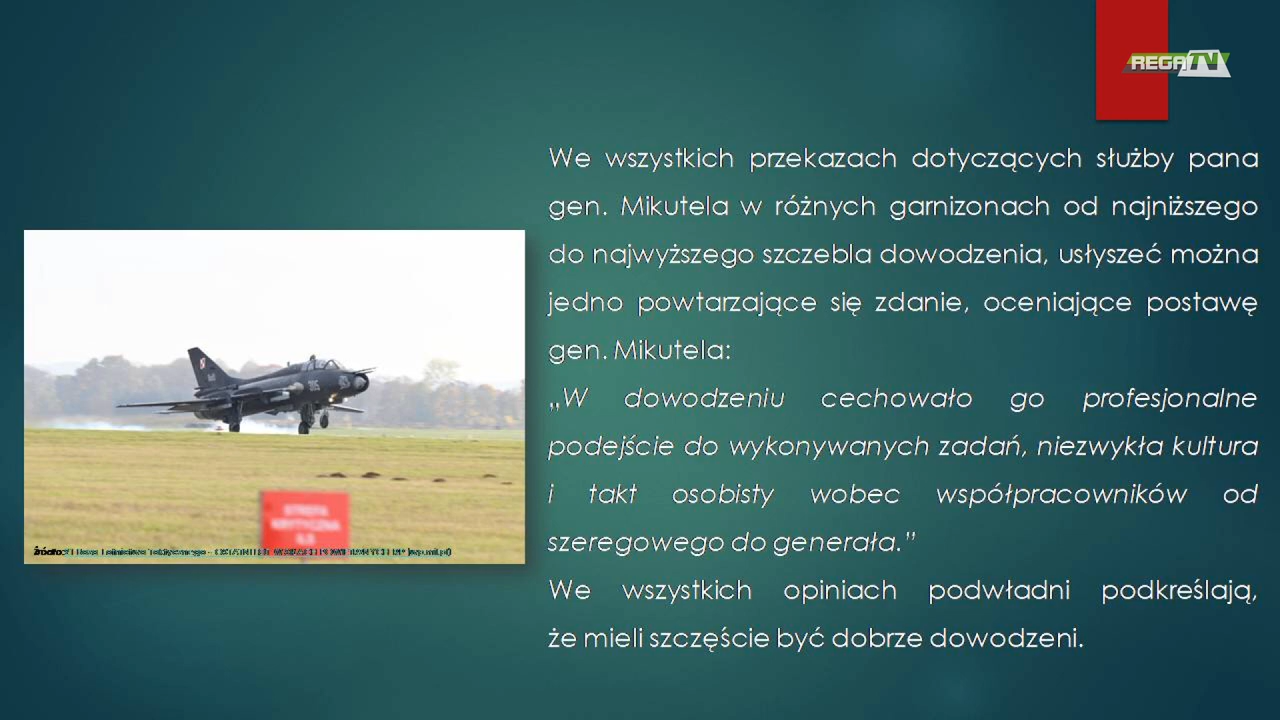 REGA TV
We wszystkich przekazach dotyczących służby pana
gen. Mikutela w różnych garnizonach od najniższego
do najwyższego szczebla dowodzenia, usłyszeć można
jedno powtarzające się zdanie, oceniające postawę
gen. Mikutela:
„W dowodzeniu cechowało go profesjonalne
podejście do wykonywanych zadań, niezwykła kultura
i takt osobisty wobec współpracowników od
szeregowego do generała."
We wszystkich opiniach podwładni podkreślają,
że mieli szczęście być dobrze dowodzeni.
305
STREFA
KRYTYCZNA
ILS
Źródło: